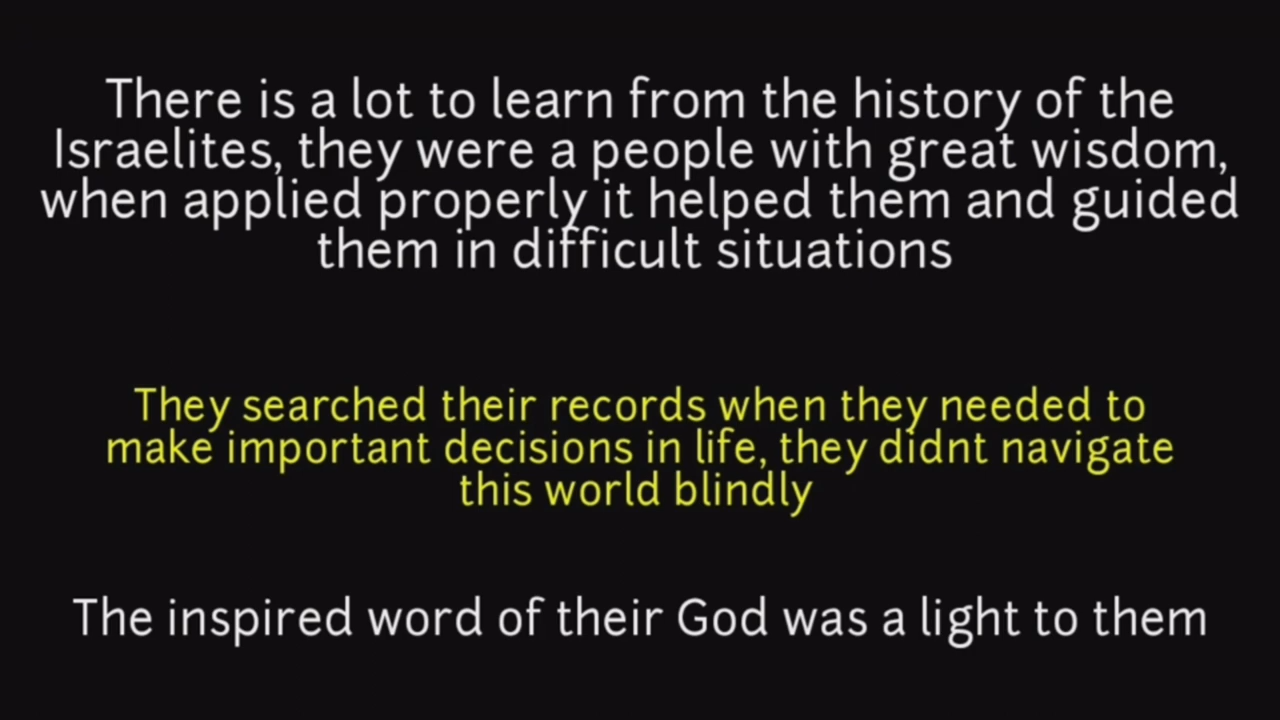 There is a lot to learn from the history of the
Israelites, they were a people with great wisdom,
when applied properly it helped them and guided
them in difficult situations
They searched their records when they needed to
make important decisions in life, they didnt navigate
this world blindly
The inspired word of their God was a light to them